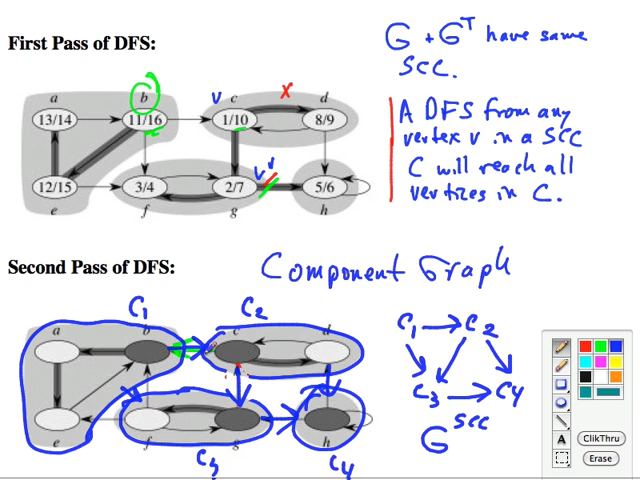 First Pass of DFS:
G + G^T have same
SCC.
a b v c x d
13/14 11/16 1/10 8/9
A DFS from any
vertex v in a SCC
C will reach all
vertices in C.
v v
12/15 3/4 2/7 5/6
e f g h
Second Pass of DFS:
Component Graph
C1 C2
a b c d
C1 C2
C3 C4
G^SCC
e f g h
C3 C4
A
ClikThru
Erase